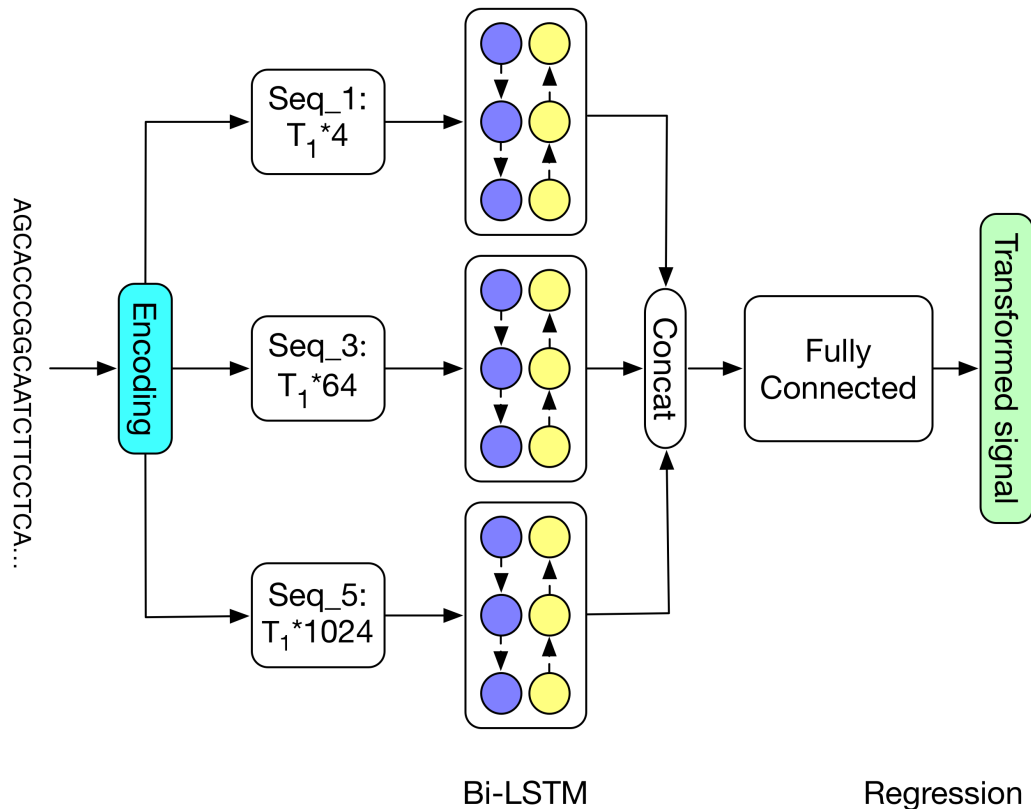 AGCACCCGGCAATCTTCCTCA...
Encoding
Seq_1:
T₁*4
Seq_3:
T₁*64
Seq_5:
T₁*1024
Concat
Fully
Connected
Transformed signal
Bi-LSTM
Regression